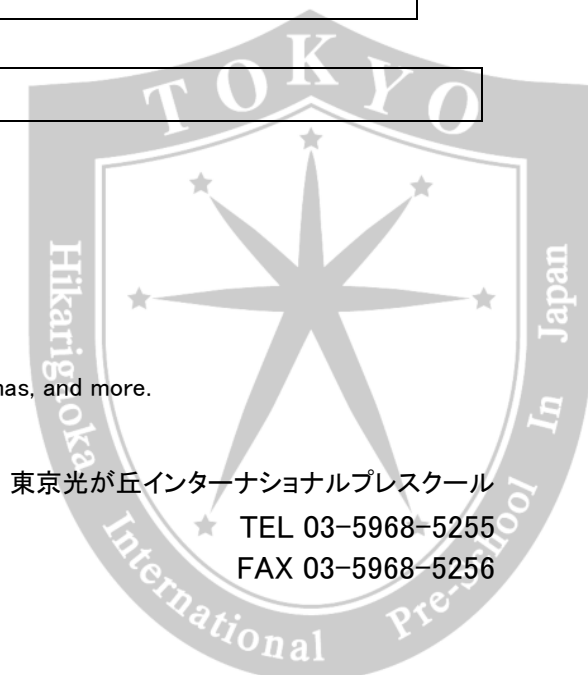 TOKYO
Hikarigaoka International Pre-School In Japan
and more.
東京光が丘インターナショナルプレスクール
TEL 03-5968-5255
FAX 03-5968-5256